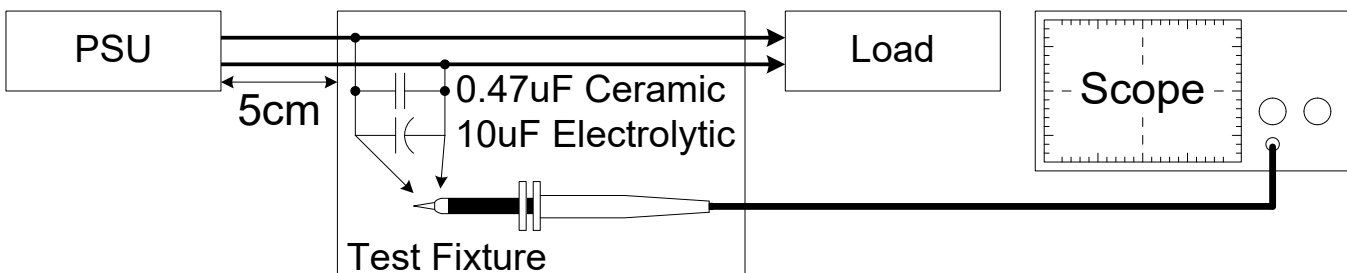 PSU
Load
Scope
5cm
0.47uF Ceramic
10uF Electrolytic
Test Fixture